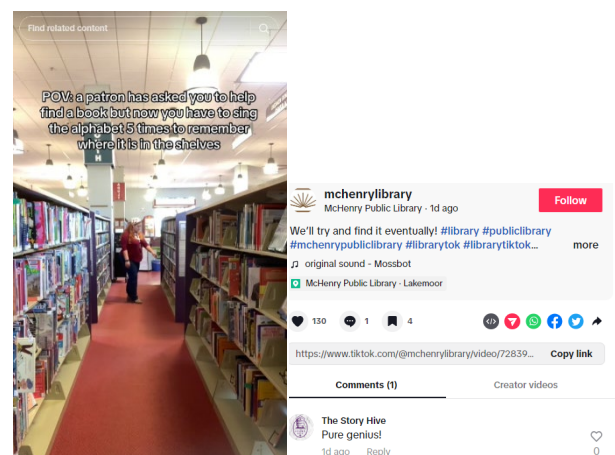 Find related content
POV: a patron has asked you to help
find a book but now you have to sing
the alphabet 5 times to remember
where it is in the shelves
mchenrylibrary
McHenry Public Library · 1d ago
Follow
We'll try and find it eventually! #library #publiclibrary
#mchenrypubliclibrary #librarytok #librarytiktok... more
original sound - Mossbot
McHenry Public Library · Lakemoor
130 1 4
https://www.tiktok.com/@mchenrylibrary/video/72839... Copy link
Comments (1) Creator videos
The Story Hive
Pure genius!
1d ago Reply
0